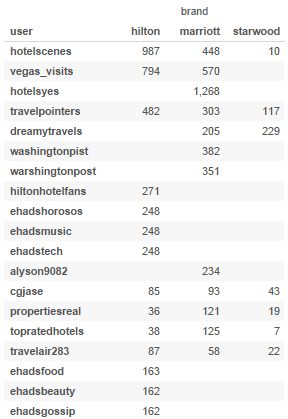 brand
user hilton marriott starwood
hotelscenes 987 448 10
vegas_visits 794 570
hotelsyes 1,268
travelpointers 482 303 117
dreamytravels 205 229
washingtonpist 382
warshingtonpost 351
hiltonhotelfans 271
ehadshorosos 248
ehadsmusic 248
ehadstech 248
alyson9082 234
cgjase 85 93 43
propertiesreal 36 121 19
topratedhotels 38 125 7
travelair283 87 58 22
ehadsfood 163
ehadsbeauty 162
ehadsgossip 162